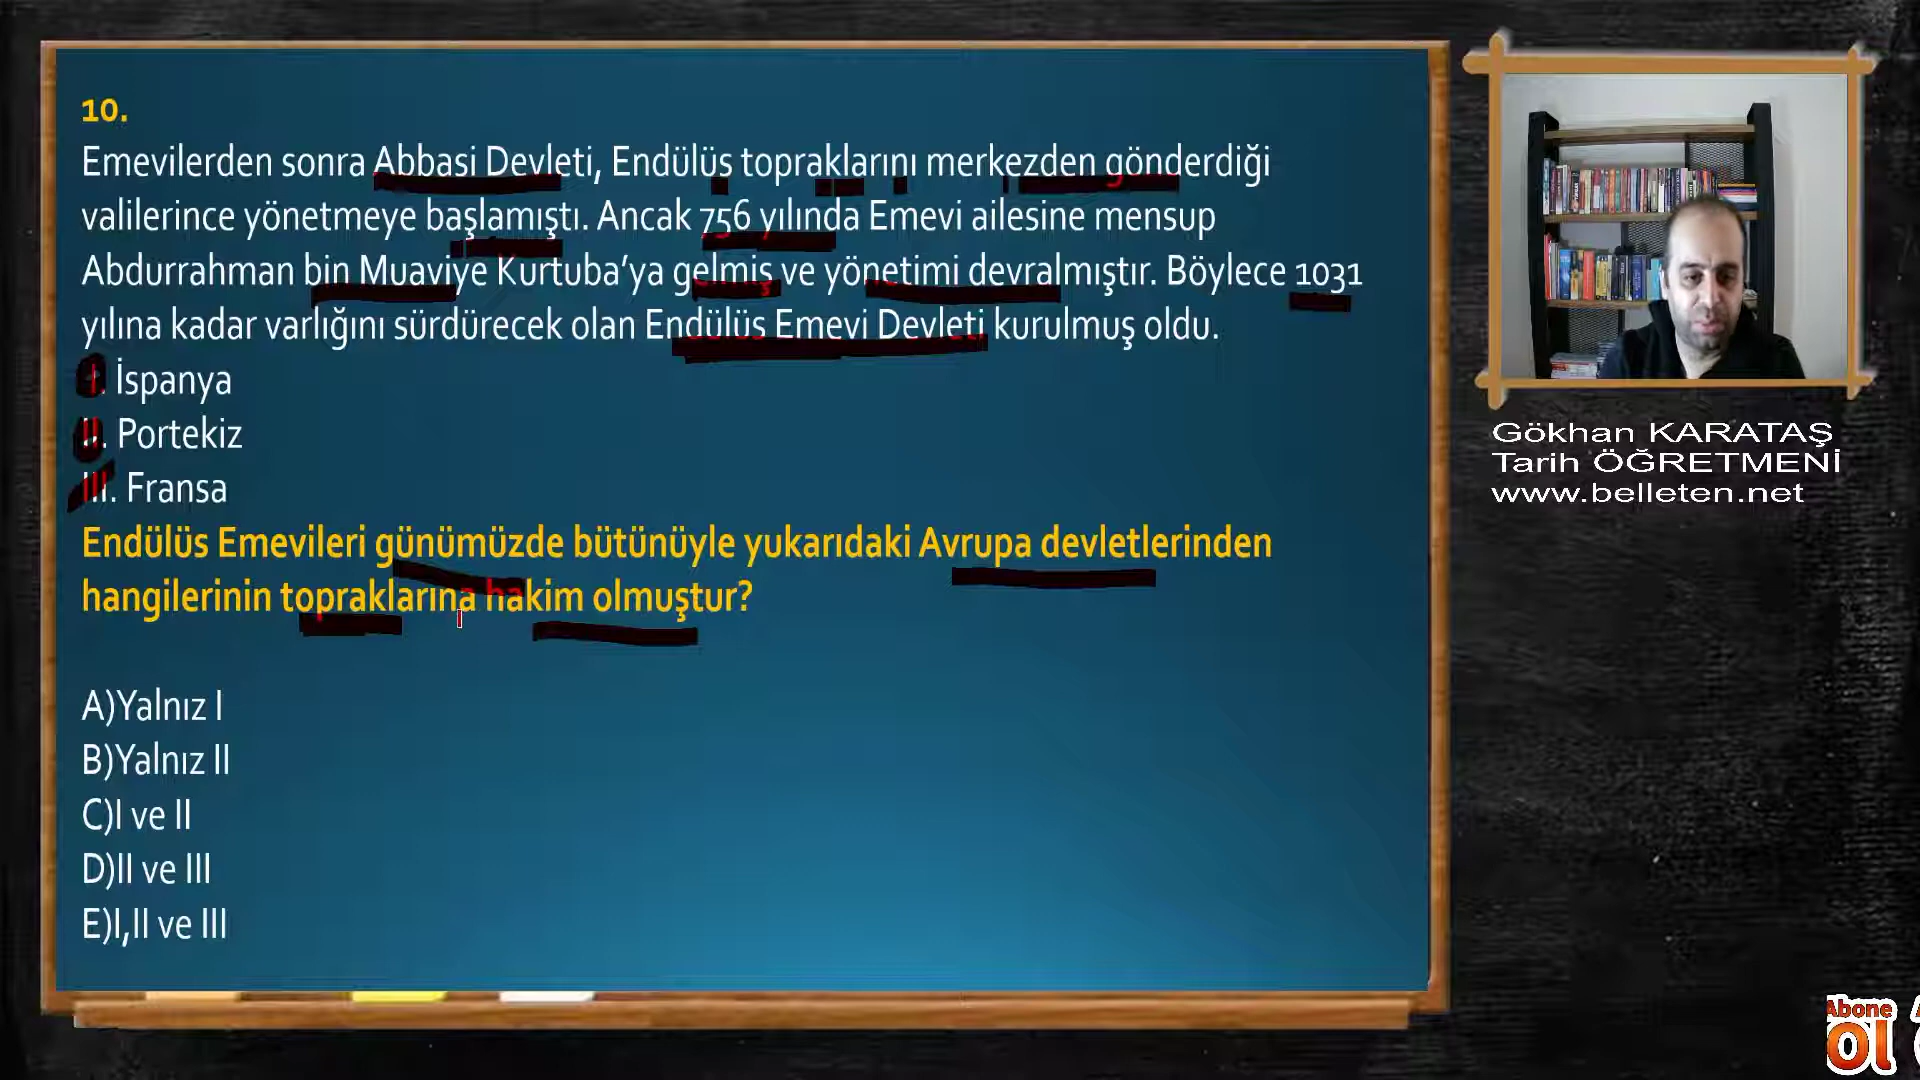 10.
Emevilerden sonra Abbasi Devleti, Endülüs topraklarını merkezden gönderdiği
valilerince yönetmeye başlamıştı. Ancak 756 yılında Emevi ailesine mensup
Abdurrahman bin Muaviye Kurtuba'ya gelmiş ve yönetimi devralmıştır. Böylece 1031
yılına kadar varlığını sürdürecek olan Endülüs Emevi Devleti kurulmuş oldu.
I. İspanya
II. Portekiz
III. Fransa
Endülüs Emevileri günümüzde bütünüyle yukarıdaki Avrupa devletlerinden
hangilerinin topraklarına hakim olmuştur?
A)Yalnız I
B)Yalnız II
C)I ve II
D)II ve III
E)I,II ve III
Gökhan KARATAŞ
Tarih ÖĞRETMENİ
www.belleten.net
Abone
Ol